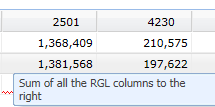 2501 4230
1,368,409 210,575
1,381,568 197,622
Sum of all the RGL columns to the
right